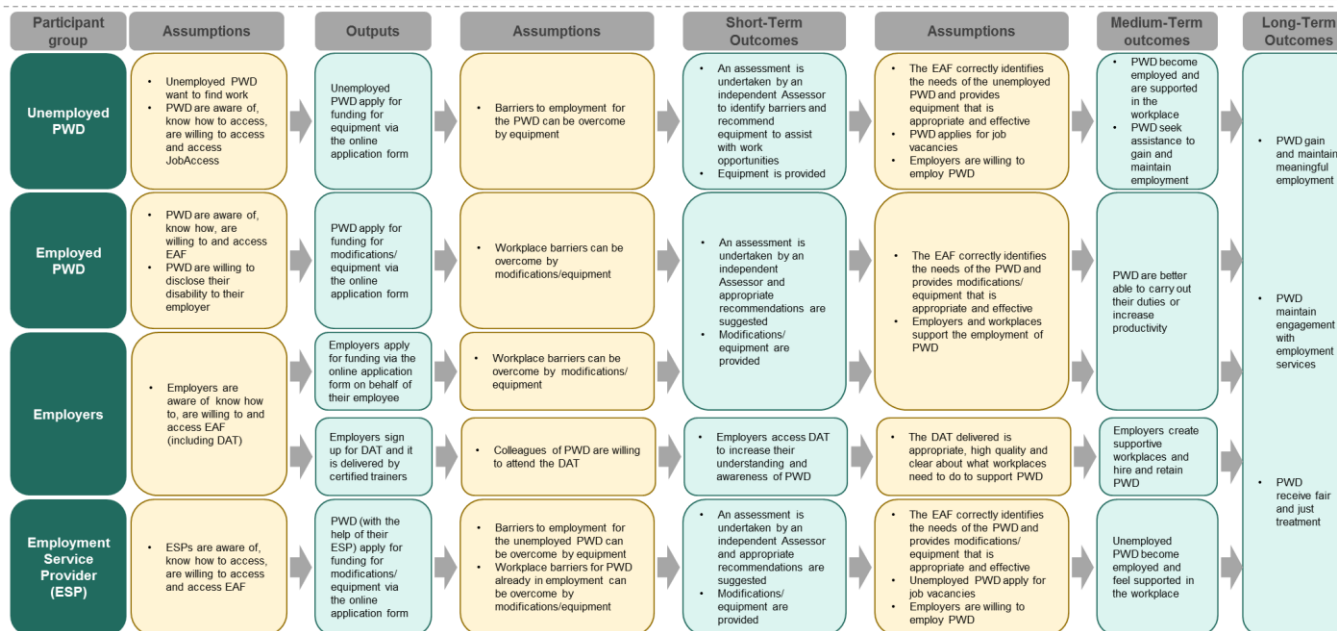 Participant
group
Assumptions
Outputs
Assumptions
Short-Term
Outcomes
Assumptions
Medium-Term
outcomes
Long-Term
Outcomes
Unemployed
PWD
• Unemployed PWD
want to find work
• PWD are aware of,
know how to access,
are willing to access
and access
JobAccess
Unemployed
PWD apply for
funding for
equipment via
the online
application form
• Barriers to employment for
the PWD can be overcome
by equipment
• An assessment is
undertaken by an
independent Assessor
to identify barriers and
recommend
equipment to assist
with work
opportunities
• Equipment is provided
• The EAF correctly identifies
the needs of the unemployed
PWD and provides
equipment that is
appropriate and effective
• PWD applies for job
vacancies
• Employers are willing to
employ PWD
• PWD become
employed and
are supported
in the
workplace
• PWD seek
assistance to
gain and
maintain
employment
Employed
PWD
• PWD are aware of,
know how, are
willing to and access
EAF
• PWD are willing to
disclose their
disability to their
employer
PWD apply for
funding for
modifications/
equipment via
the online
application form
• Workplace barriers can be
overcome by
modifications/equipment
• An assessment is
undertaken by an
independent
Assessor and
appropriate
recommendations are
suggested
• Modifications/
equipment are
provided
• The EAF correctly identifies
the needs of the PWD and
provides modifications/
equipment that is
appropriate and effective
• Employers and workplaces
support the employment of
PWD
PWD are better
able to carry out
their duties or
increase
productivity
Employers
• Employers are
aware of know how
to, are willing to and
access EAF
(including DAT)
Employers apply
for funding via the
online application
form on behalf of
their employee
• Workplace barriers can be
overcome by modifications/
equipment
Employers sign
up for DAT and it
is delivered by
certified trainers
• Colleagues of PWD are willing
to attend the DAT
• Employers access DAT
to increase their
understanding and
awareness of PWD
• The DAT delivered is
appropriate, high quality and
clear about what workplaces
need to do to support PWD
Employers create
supportive
workplaces and
hire and retain
PWD
Employment
Service
Provider
(ESP)
• ESPs are aware of,
know how to access,
are willing to access
and access EAF
PWD (with the
help of their
ESP) apply for
funding for
modifications/
equipment via
the online
application form
• Barriers to employment for
the unemployed PWD can
be overcome by equipment
• Workplace barriers for PWD
already in employment can
be overcome by
modifications/equipment
• An assessment is
undertaken by an
independent Assessor
and appropriate
recommendations are
suggested
• Modifications/
equipment are
provided
• The EAF correctly identifies
the needs of the PWD and
provides modifications/
equipment that is
appropriate and effective
• Unemployed PWD apply for
job vacancies
• Employers are willing to
employ PWD
Unemployed
PWD become
employed and
feel supported in
the workplace
• PWD gain
and maintain
meaningful
employment
• PWD
maintain
engagement
with
employment
services
• PWD
receive fair
and just
treatment